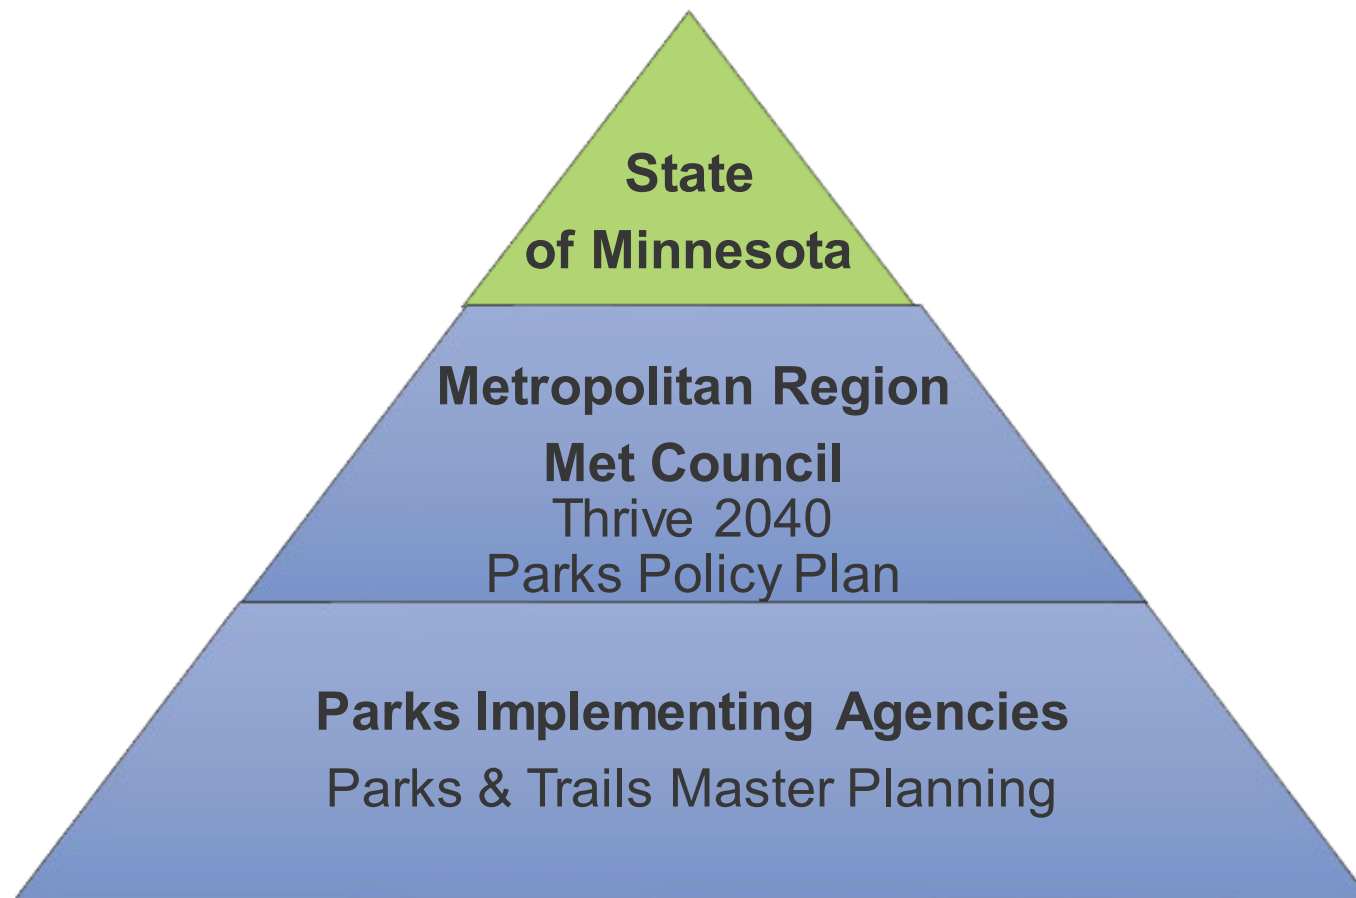 State
of Minnesota
Metropolitan Region
Met Council
Thrive 2040
Parks Policy Plan
Parks Implementing Agencies
Parks & Trails Master Planning